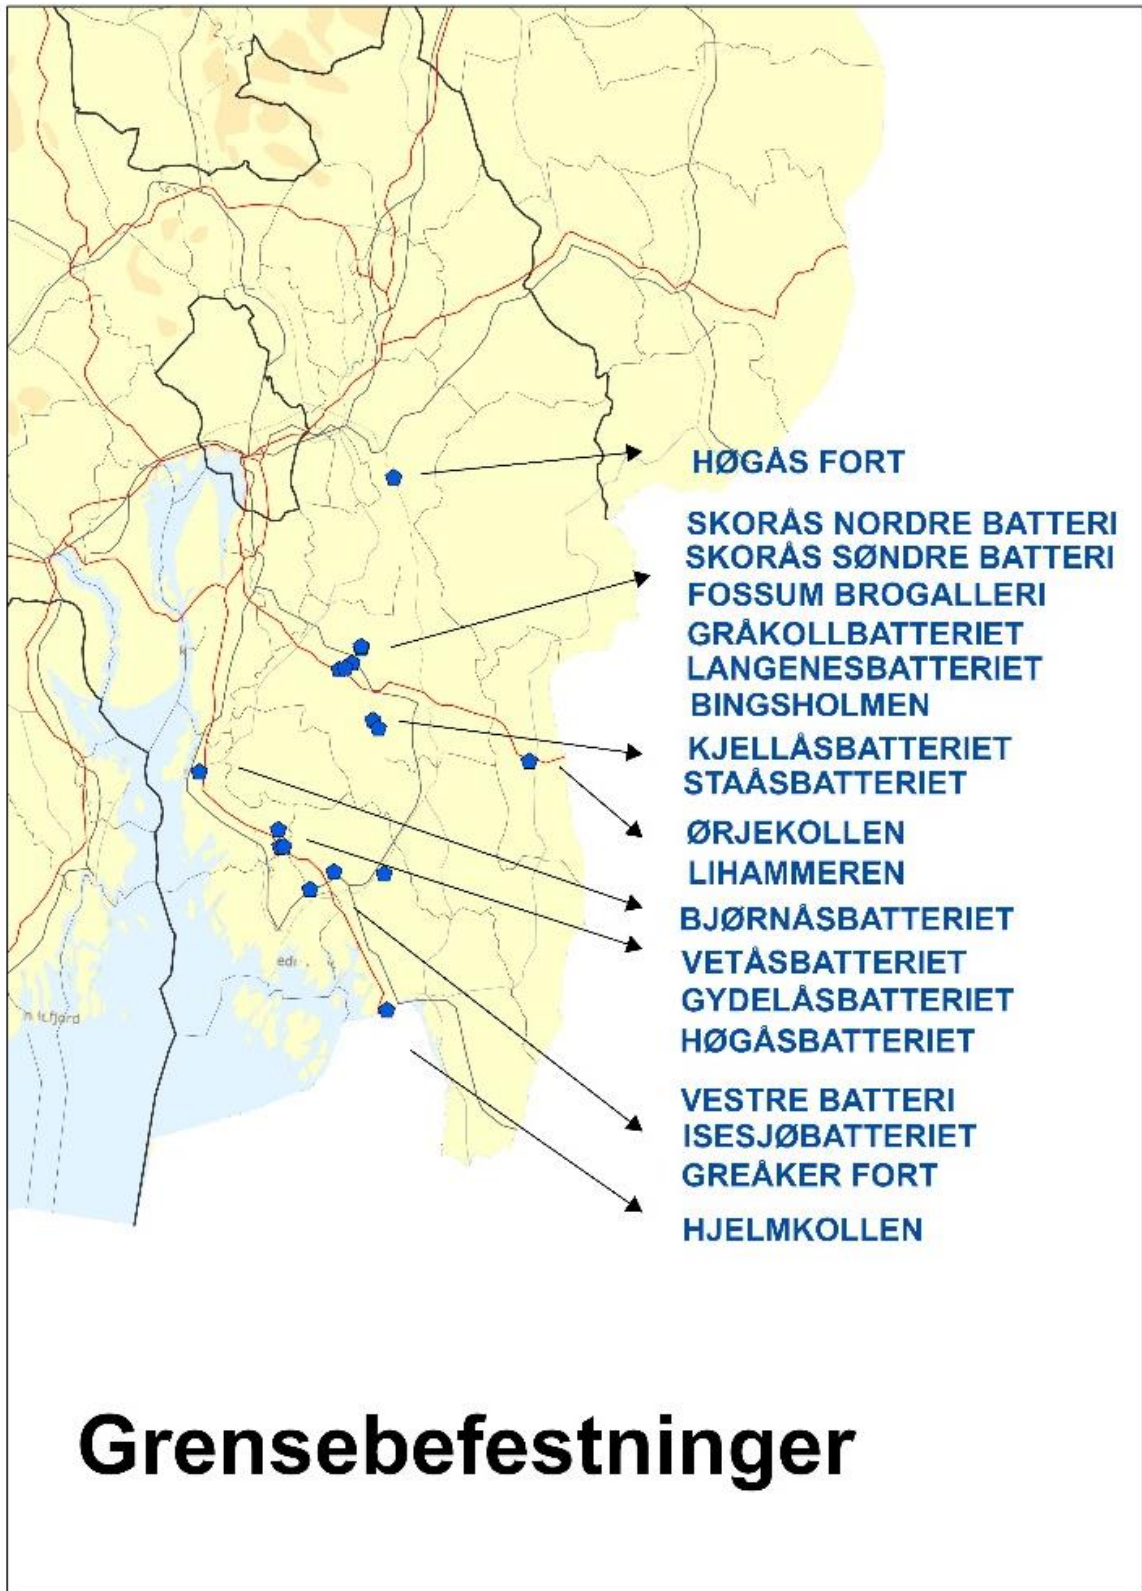 HØGÅS FORT
SKORÅS NORDRE BATTERI
SKORÅS SØNDRE BATTERI
FOSSUM BROGALLERI
GRÅKOLLBATTERIET
LANGENESBATTERIET
BINGSHOLMEN
KJELLÅSBATTERIET
STAÅSBATTERIET
ØRJEKOLLEN
LIHAMMEREN
BJØRNÅSBATTERIET
VETÅSBATTERIET
GYDELÅSBATTERIET
HØGÅSBATTERIET
VESTRE BATTERI
ISESJØBATTERIET
GREÅKER FORT
HJELMKOLLEN
Grensebefestninger